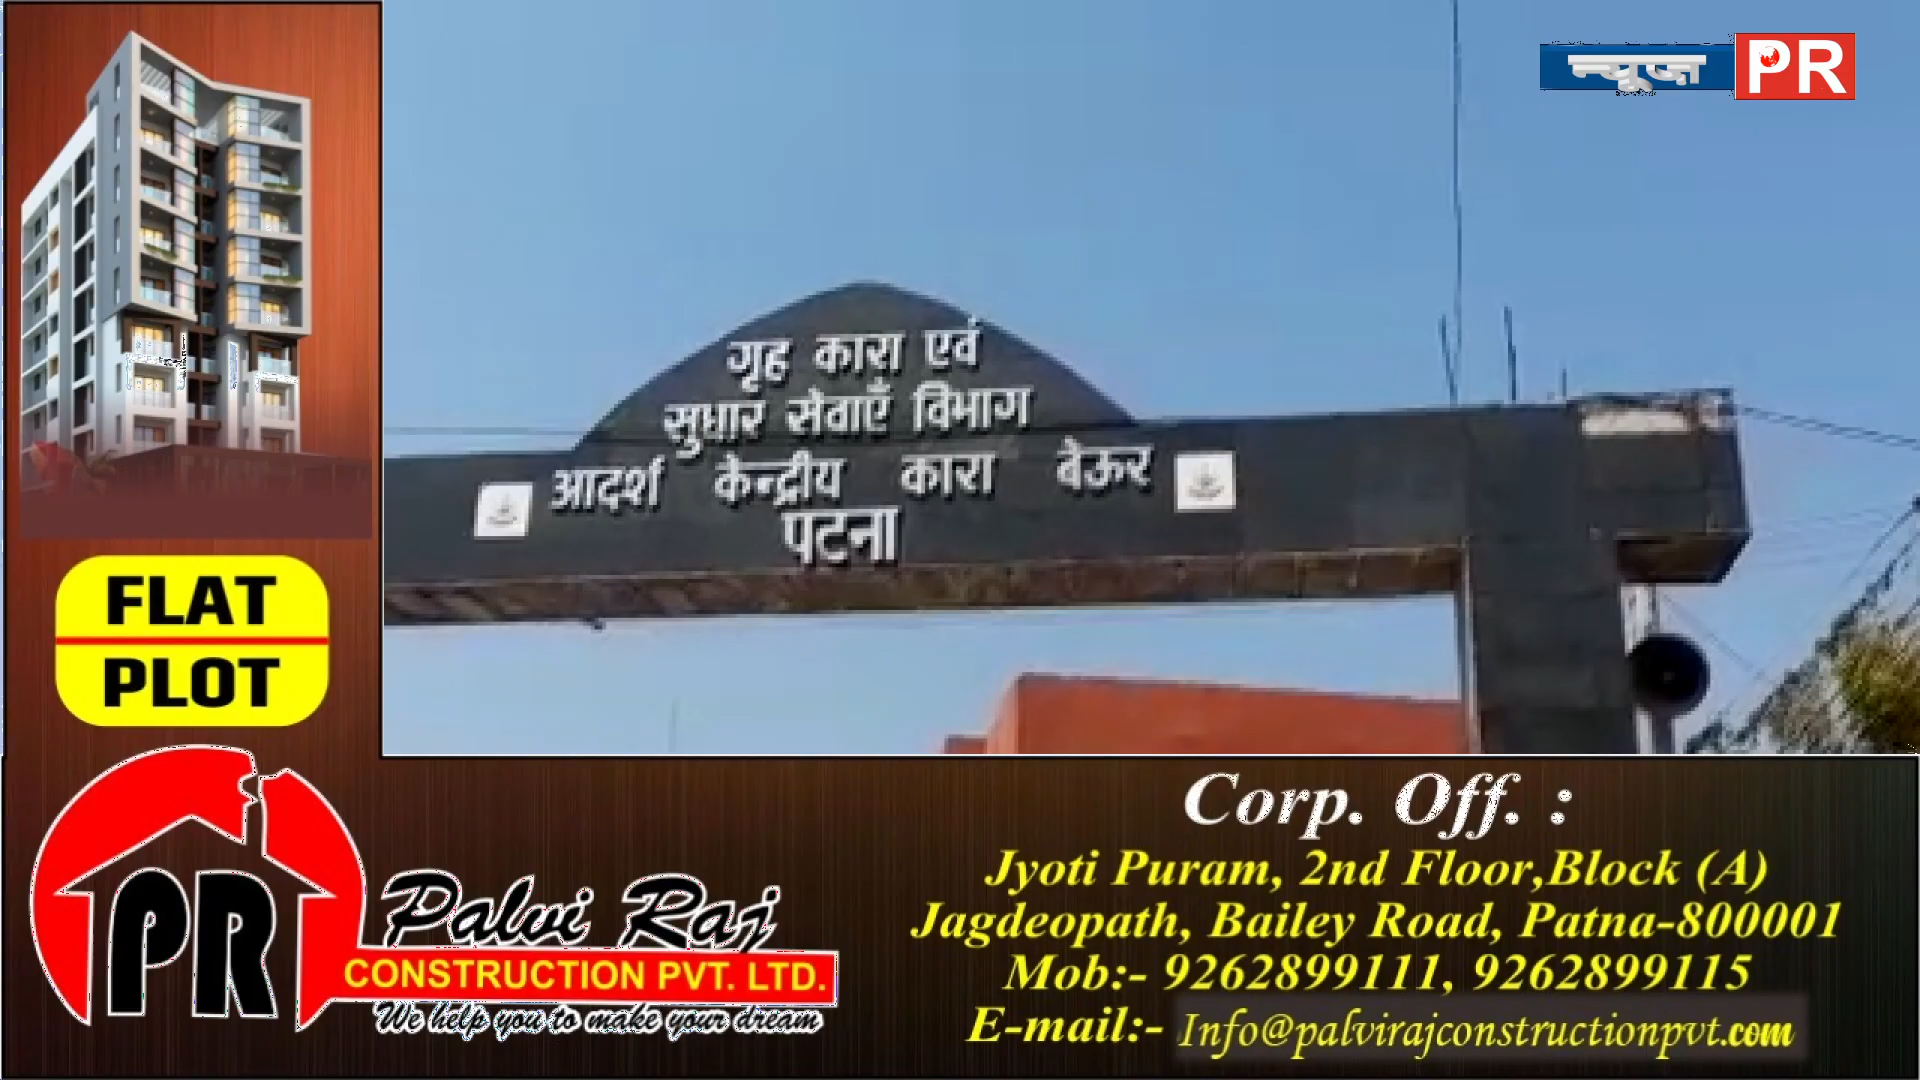 न्यूज़ PR
गृह कारा एवं
सुधार सेवाएँ विभाग
आदर्श केन्द्रीय कारा बेऊर
पटना
FLAT
PLOT
PR
Palvi Raj
CONSTRUCTION PVT. LTD.
We help you to make your dream
Corp. Off. :
Jyoti Puram, 2nd Floor,Block (A)
Jagdeopath, Bailey Road, Patna-800001
Mob:- 9262899111, 9262899115
E-mail:- Info@palvirajconstructionpvt.com